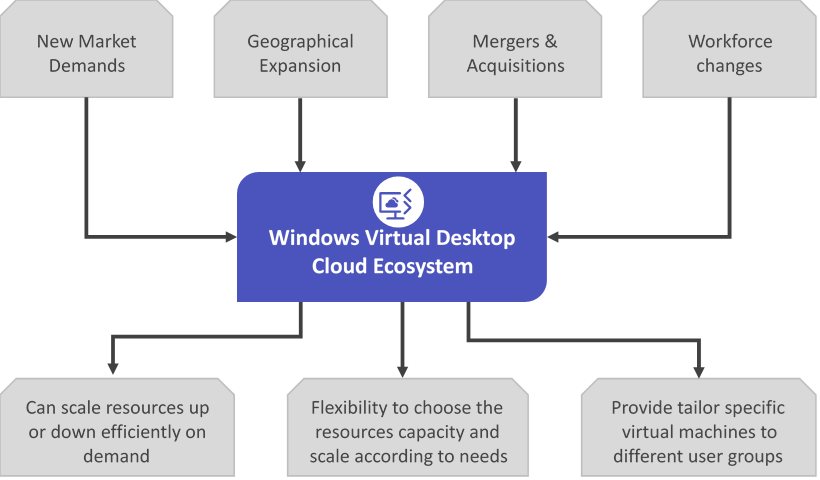 New Market
Demands
Geographical
Expansion
Mergers &
Acquisitions
Workforce
changes
Windows Virtual Desktop
Cloud Ecosystem
Can scale resources up
or down efficiently on
demand
Flexibility to choose the
resources capacity and
scale according to needs
Provide tailor specific
virtual machines to
different user groups